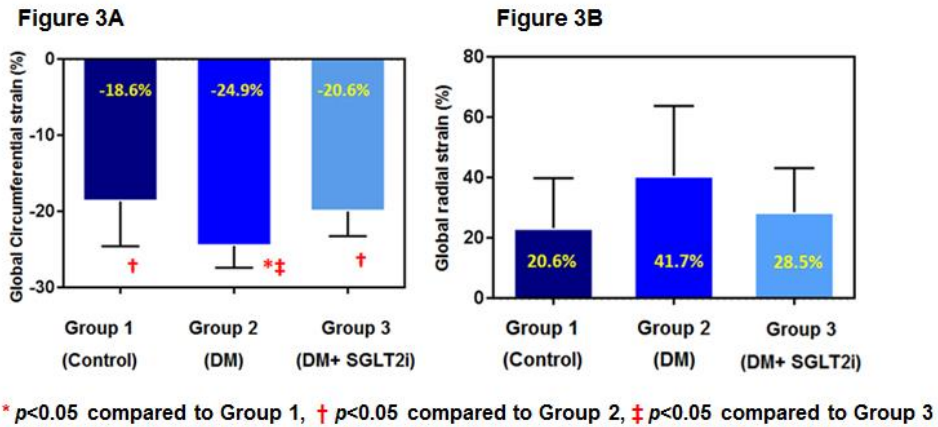 Figure 3A
Global Circumferential strain (%)
0
-10
-20
-30
-18.6%
-24.9%
-20.6%
†
*‡
†
Group 1
(Control)
Group 2
(DM)
Group 3
(DM+ SGLT2i)
Figure 3B
Global radial strain (%)
80
60
40
20
0
20.6%
41.7%
28.5%
Group 1
(Control)
Group 2
(DM)
Group 3
(DM+ SGLT2i)
* p<0.05 compared to Group 1, † p<0.05 compared to Group 2, ‡ p<0.05 compared to Group 3